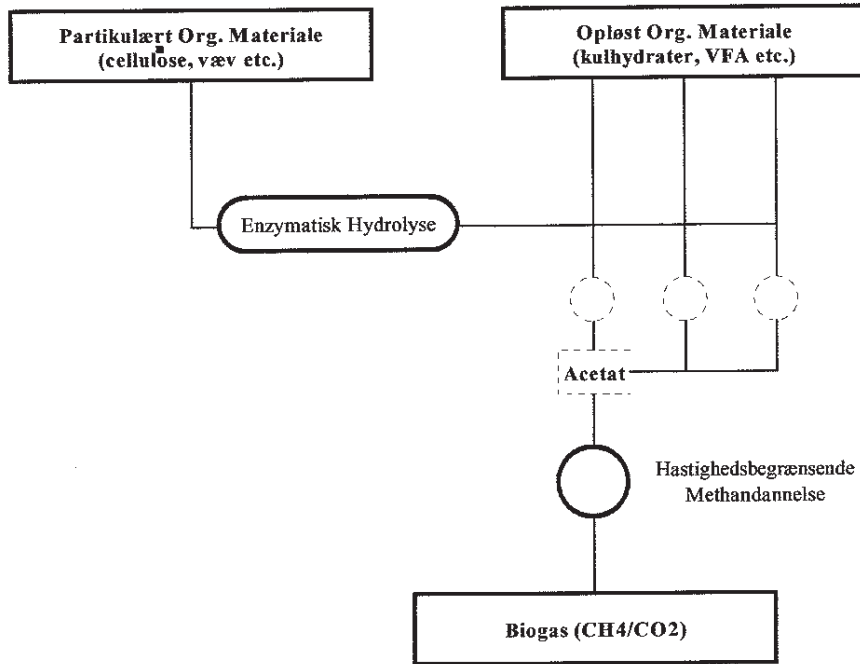 Partikulært Org. Materiale
(cellulose, væv etc.)
Opløst Org. Materiale
(kulhydrater, VFA etc.)
Enzymatisk Hydrolyse
Acetat
Hastighedsbegrænsende
Methandannelse
Biogas (CH4/CO2)